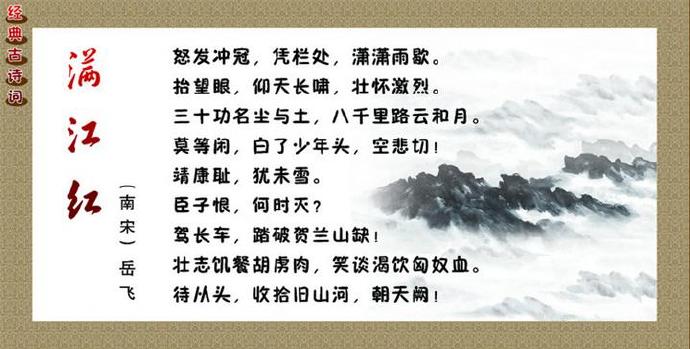 经典古诗词
满江红
（南宋）岳飞
怒发冲冠，凭栏处，潇潇雨歇。
抬望眼，仰天长啸，壮怀激烈。
三十功名尘与土，八千里路云和月。
莫等闲，白了少年头，空悲切！
靖康耻，犹未雪。
臣子恨，何时灭？
驾长车，踏破贺兰山缺！
壮志饥餐胡虏肉，笑谈渴饮匈奴血。
待从头，收拾旧山河，朝天阙！